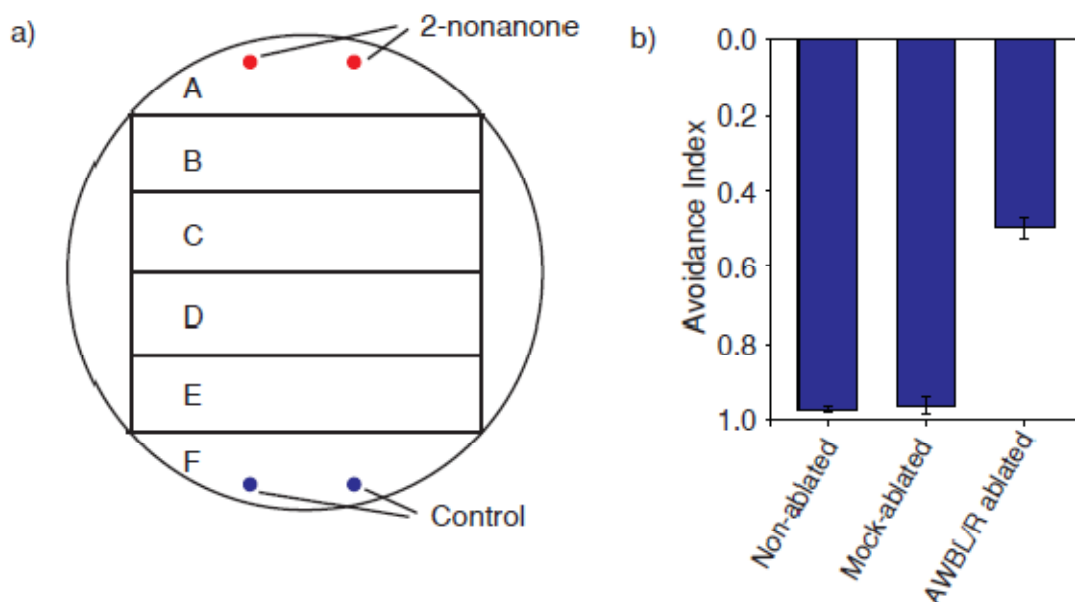 a)
2-nonanone
A
B
C
D
E
F
Control
b)
Avoidance Index
0.0
0.2
0.4
0.6
0.8
1.0
Non-ablated
Mock-ablated
AWBL/R ablated